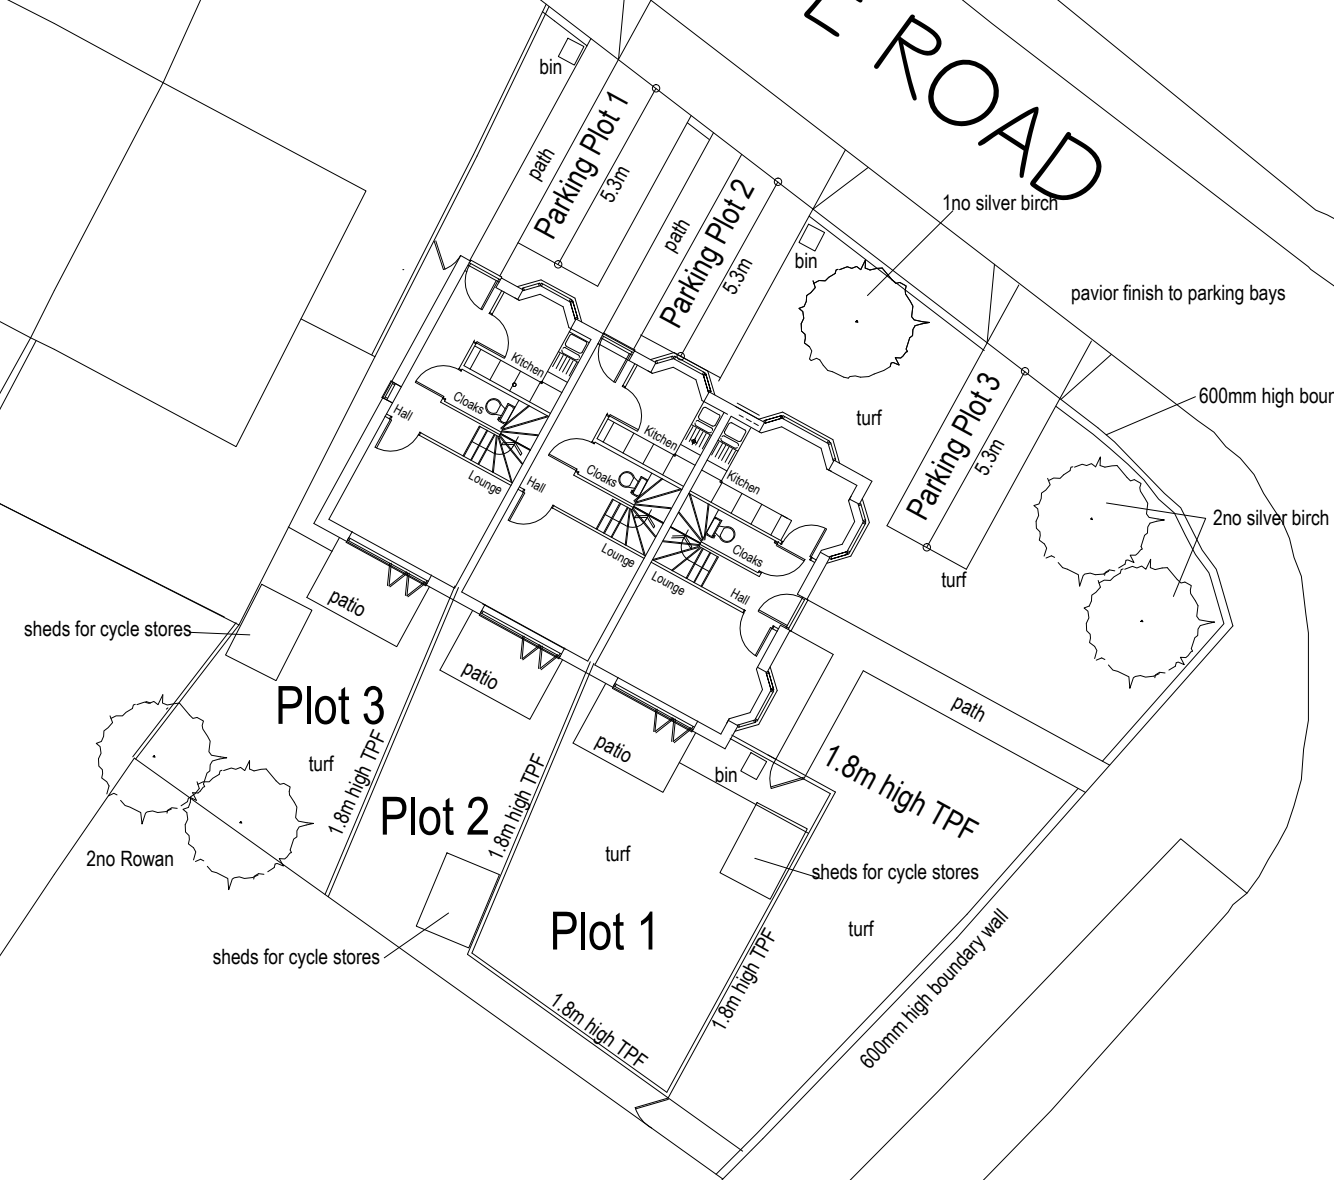 E ROAD
bin
path
Parking Plot 1
5.3m
path
Parking Plot 2
5.3m
bin
1no silver birch
pavior finish to parking bays
600mm high bour
turf
Parking Plot 3
5.3m
2no silver birch
turf
Kitchen
Cloaks
Hall
Lounge
Kitchen
Cloaks
Hall
Lounge
Kitchen
Cloaks
Hall
Lounge
patio
sheds for cycle stores
Plot 3
turf
1.8m high TPF
2no Rowan
patio
Plot 2
1.8m high TPF
sheds for cycle stores
patio
bin
turf
Plot 1
1.8m high TPF
1.8m high TPF
sheds for cycle stores
path
1.8m high TPF
turf
600mm high boundary wall